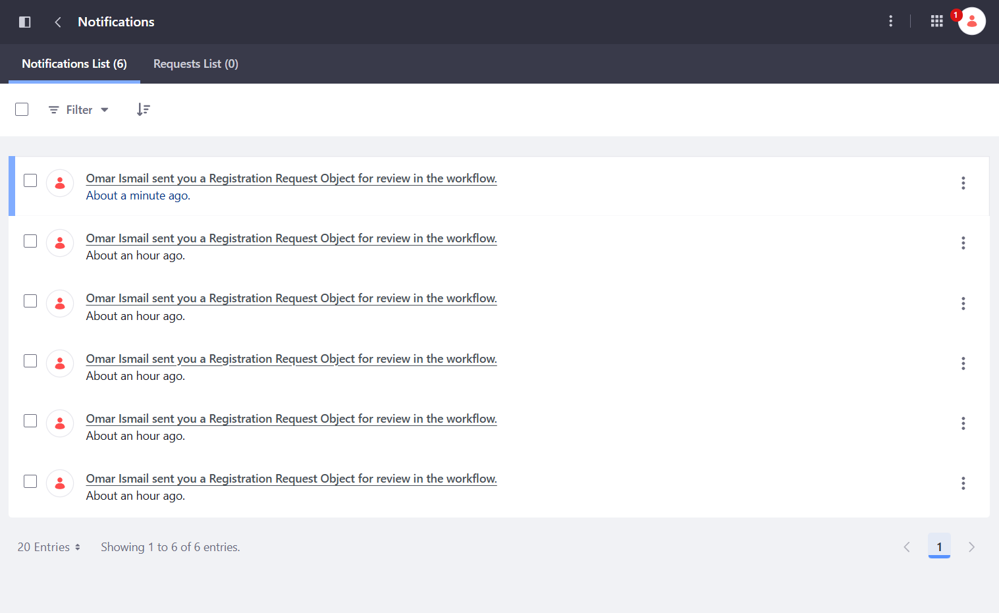 Notifications
1
Notifications List (6)
Requests List (0)
Filter
Omar Ismail sent you a Registration Request Object for review in the workflow.
About a minute ago.
Omar Ismail sent you a Registration Request Object for review in the workflow.
About an hour ago.
Omar Ismail sent you a Registration Request Object for review in the workflow.
About an hour ago.
Omar Ismail sent you a Registration Request Object for review in the workflow.
About an hour ago.
Omar Ismail sent you a Registration Request Object for review in the workflow.
About an hour ago.
Omar Ismail sent you a Registration Request Object for review in the workflow.
About an hour ago.
20 Entries
Showing 1 to 6 of 6 entries.
1